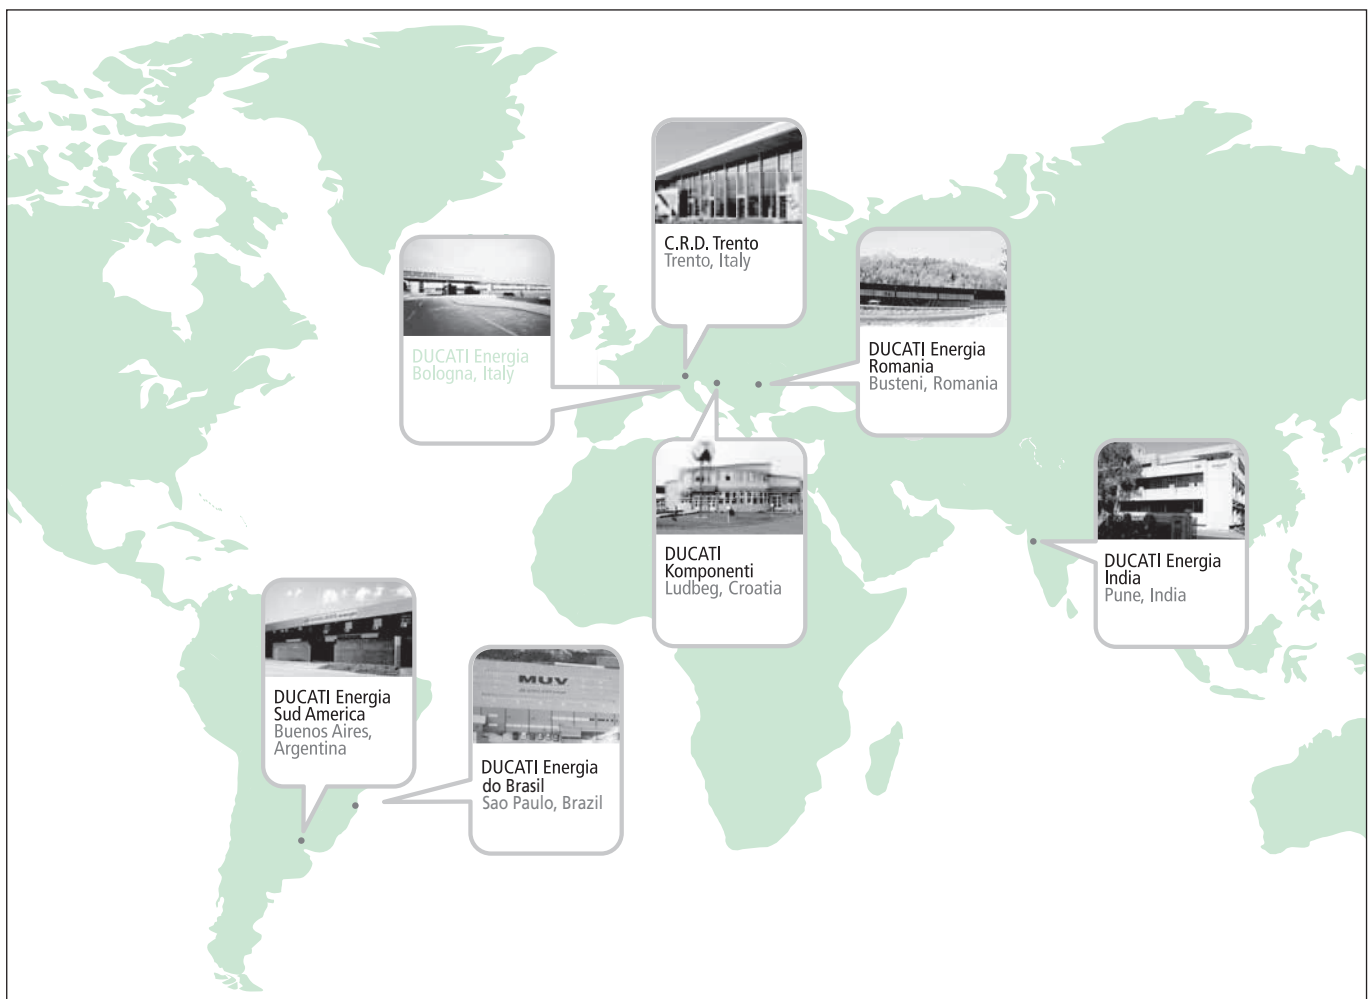 C.R.D. Trento
Trento, Italy
DUCATI Energia
Bologna, Italy
DUCATI Energia
Romania
Busteni, Romania
DUCATI
Komponenti
Ludbeg, Croatia
DUCATI Energia
India
Pune, India
DUCATI Energia
Sud America
Buenos Aires,
Argentina
MUV
DUCATI Energia
do Brasil
Sao Paulo, Brazil